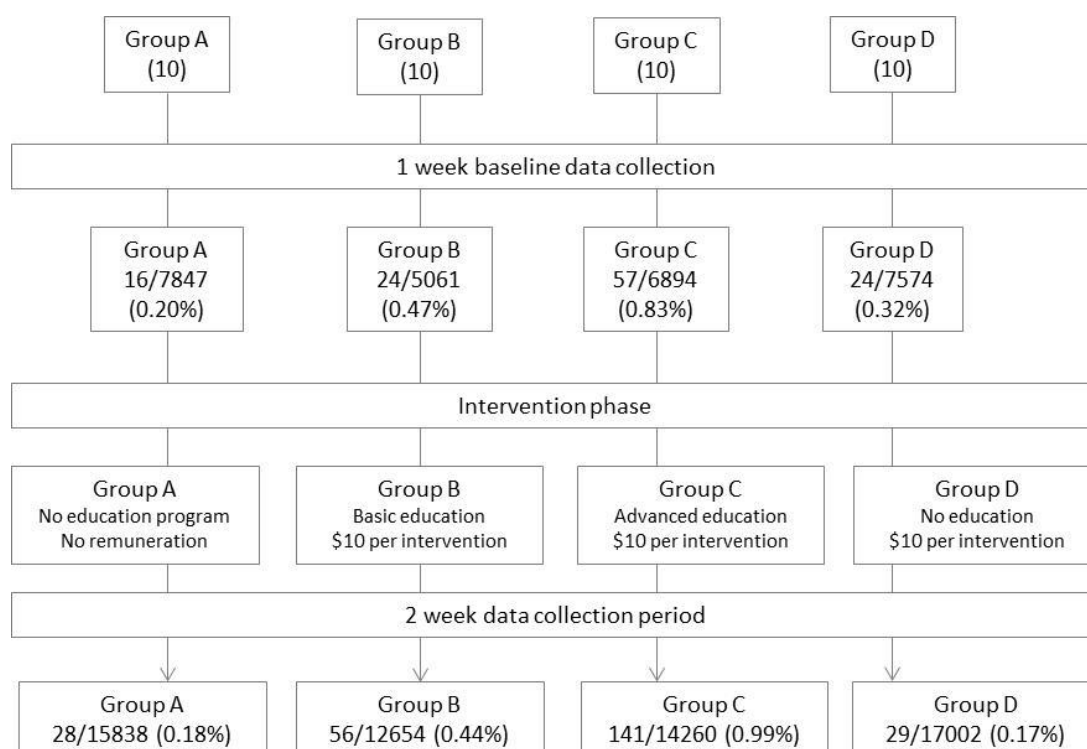 Group A
(10)
Group B
(10)
Group C
(10)
Group D
(10)
1 week baseline data collection
Group A
16/7847
(0.20%)
Group B
24/5061
(0.47%)
Group C
57/6894
(0.83%)
Group D
24/7574
(0.32%)
Intervention phase
Group A
No education program
No remuneration
Group B
Basic education
$10 per intervention
Group C
Advanced education
$10 per intervention
Group D
No education
$10 per intervention
2 week data collection period
Group A
28/15838 (0.18%)
Group B
56/12654 (0.44%)
Group C
141/14260 (0.99%)
Group D
29/17002 (0.17%)